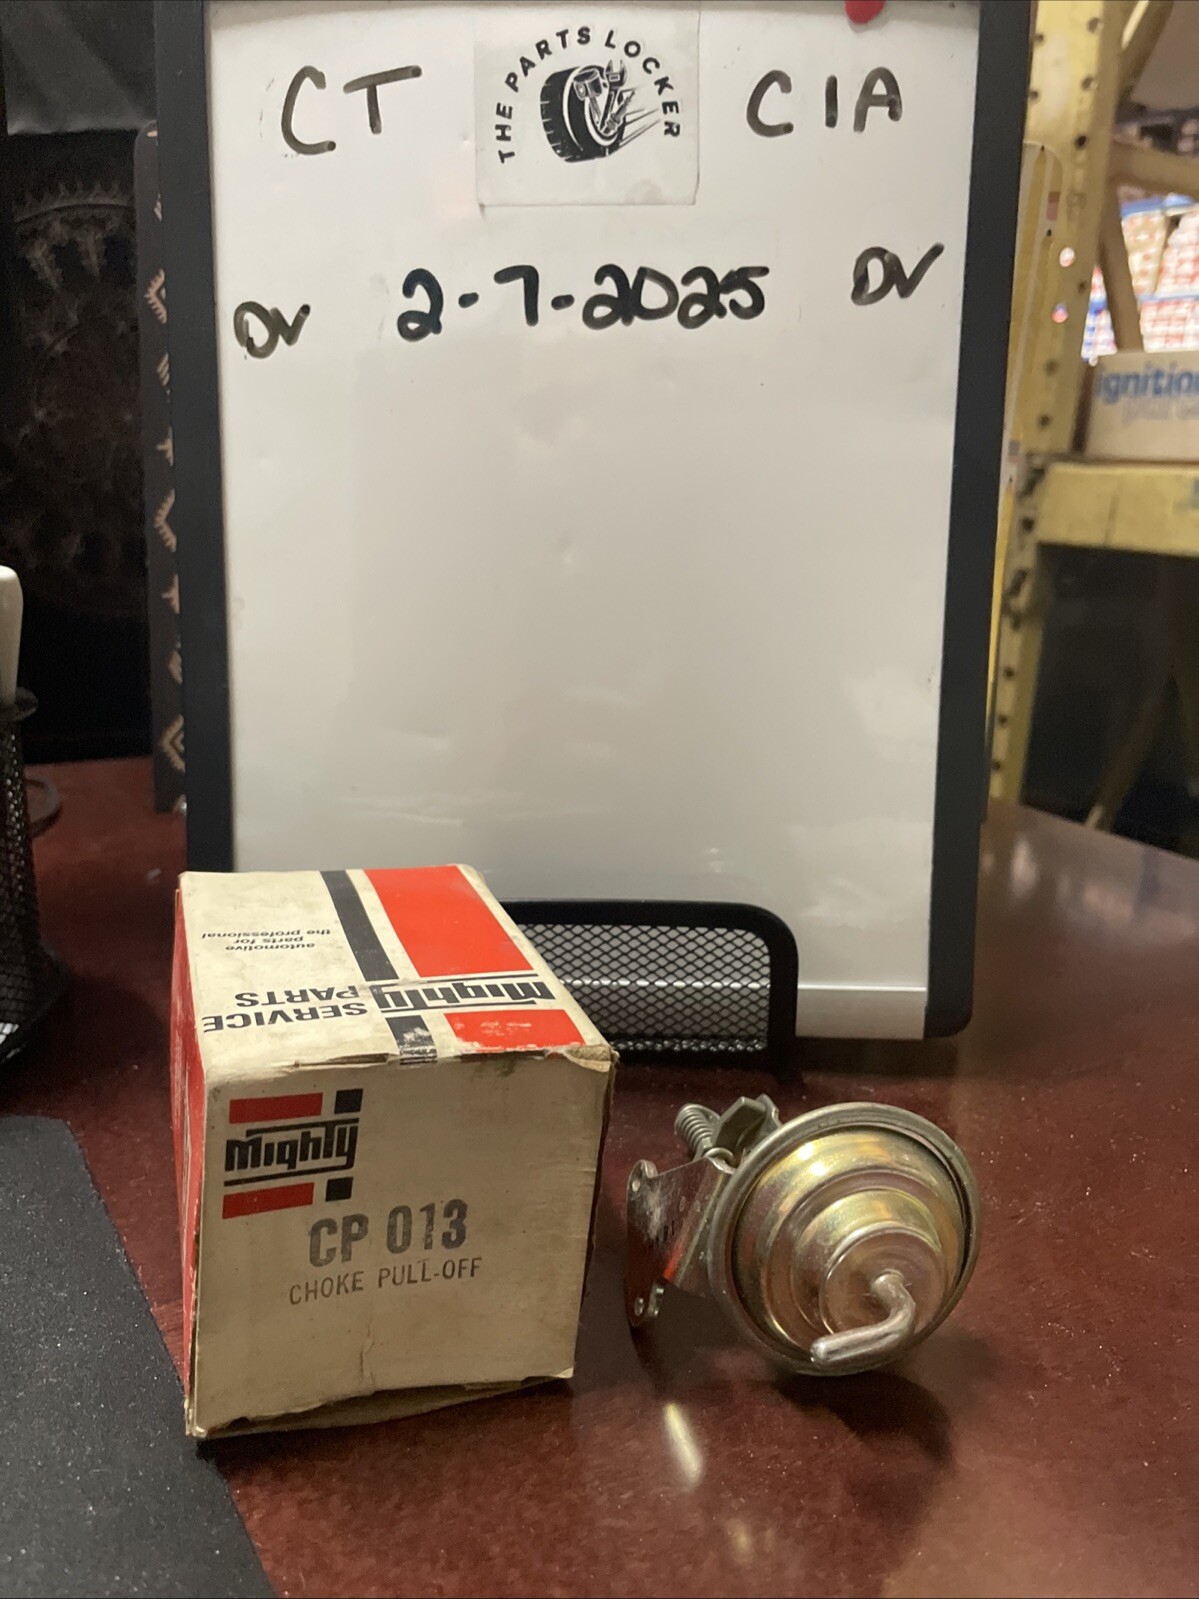 CT
THE PARTS LOCKER
CIA
DV
2-7-2025
DV
ignition
automotive
parts for
the professional
SERVICE
PARTS
Mighty
Mighty
CP 013
CHOKE PULL-OFF